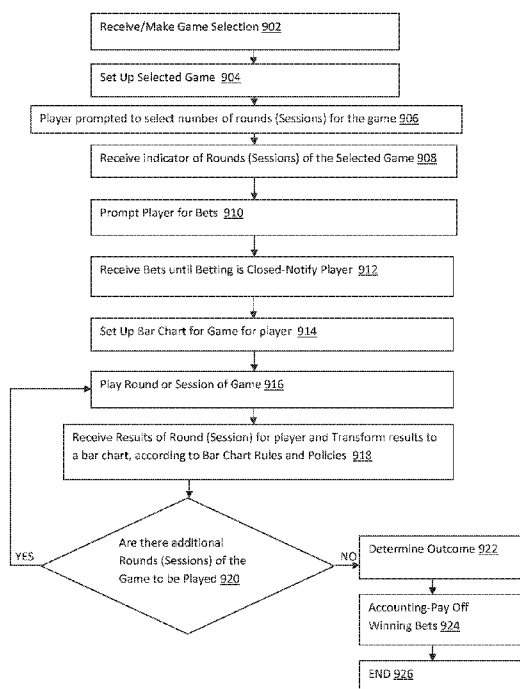 Receive/Make Game Selection 902
Set Up Selected Game 904
Player prompted to select number of rounds (Sessions) for the game 906
Receive indicator of Rounds (Sessions) of the Selected Game 908
Prompt Player for Bets 910
Receive Bets until Betting is Closed-Notify Player 912
Set Up Bar Chart for Game for player 914
Play Round or Session of Game 916
Receive Results of Round (Session) for player and Transform results to
a bar chart, according to Bar Chart Rules and Policies 918
Are there additional
Rounds (Sessions) of the
Game to be Played 920
YES
NO
Determine Outcome 922
Accounting-Pay Off
Winning Bets 924
END 926